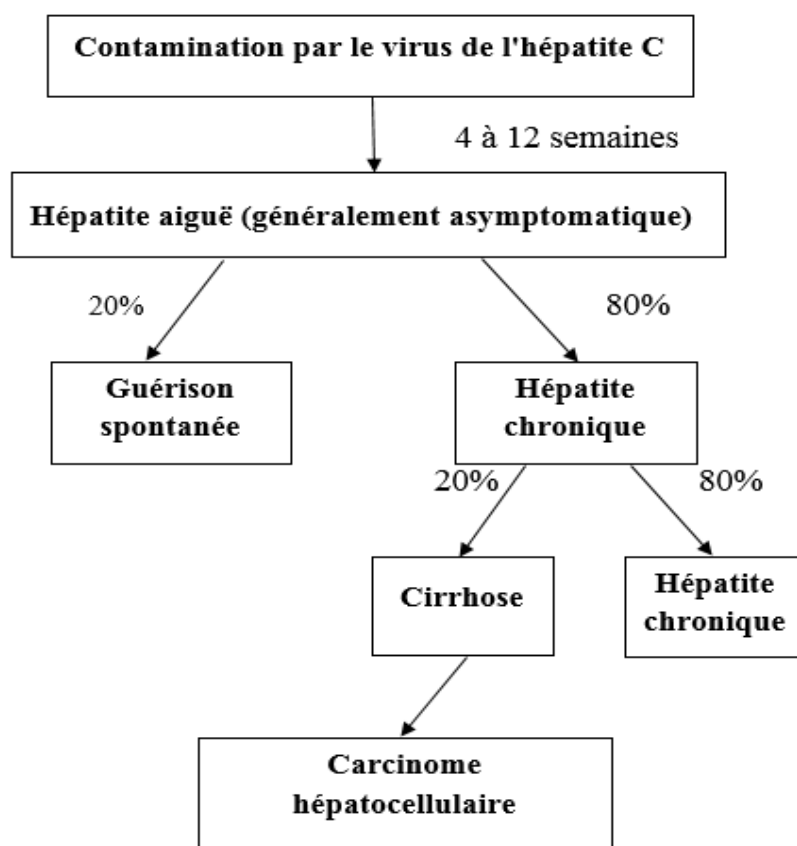 Contamination par le virus de l'hépatite C
4 à 12 semaines
Hépatite aiguë (généralement asymptomatique)
20%
80%
Guérison
spontanée
Hépatite
chronique
20%
80%
Cirrhose
Hépatite
chronique
Carcinome
hépatocellulaire